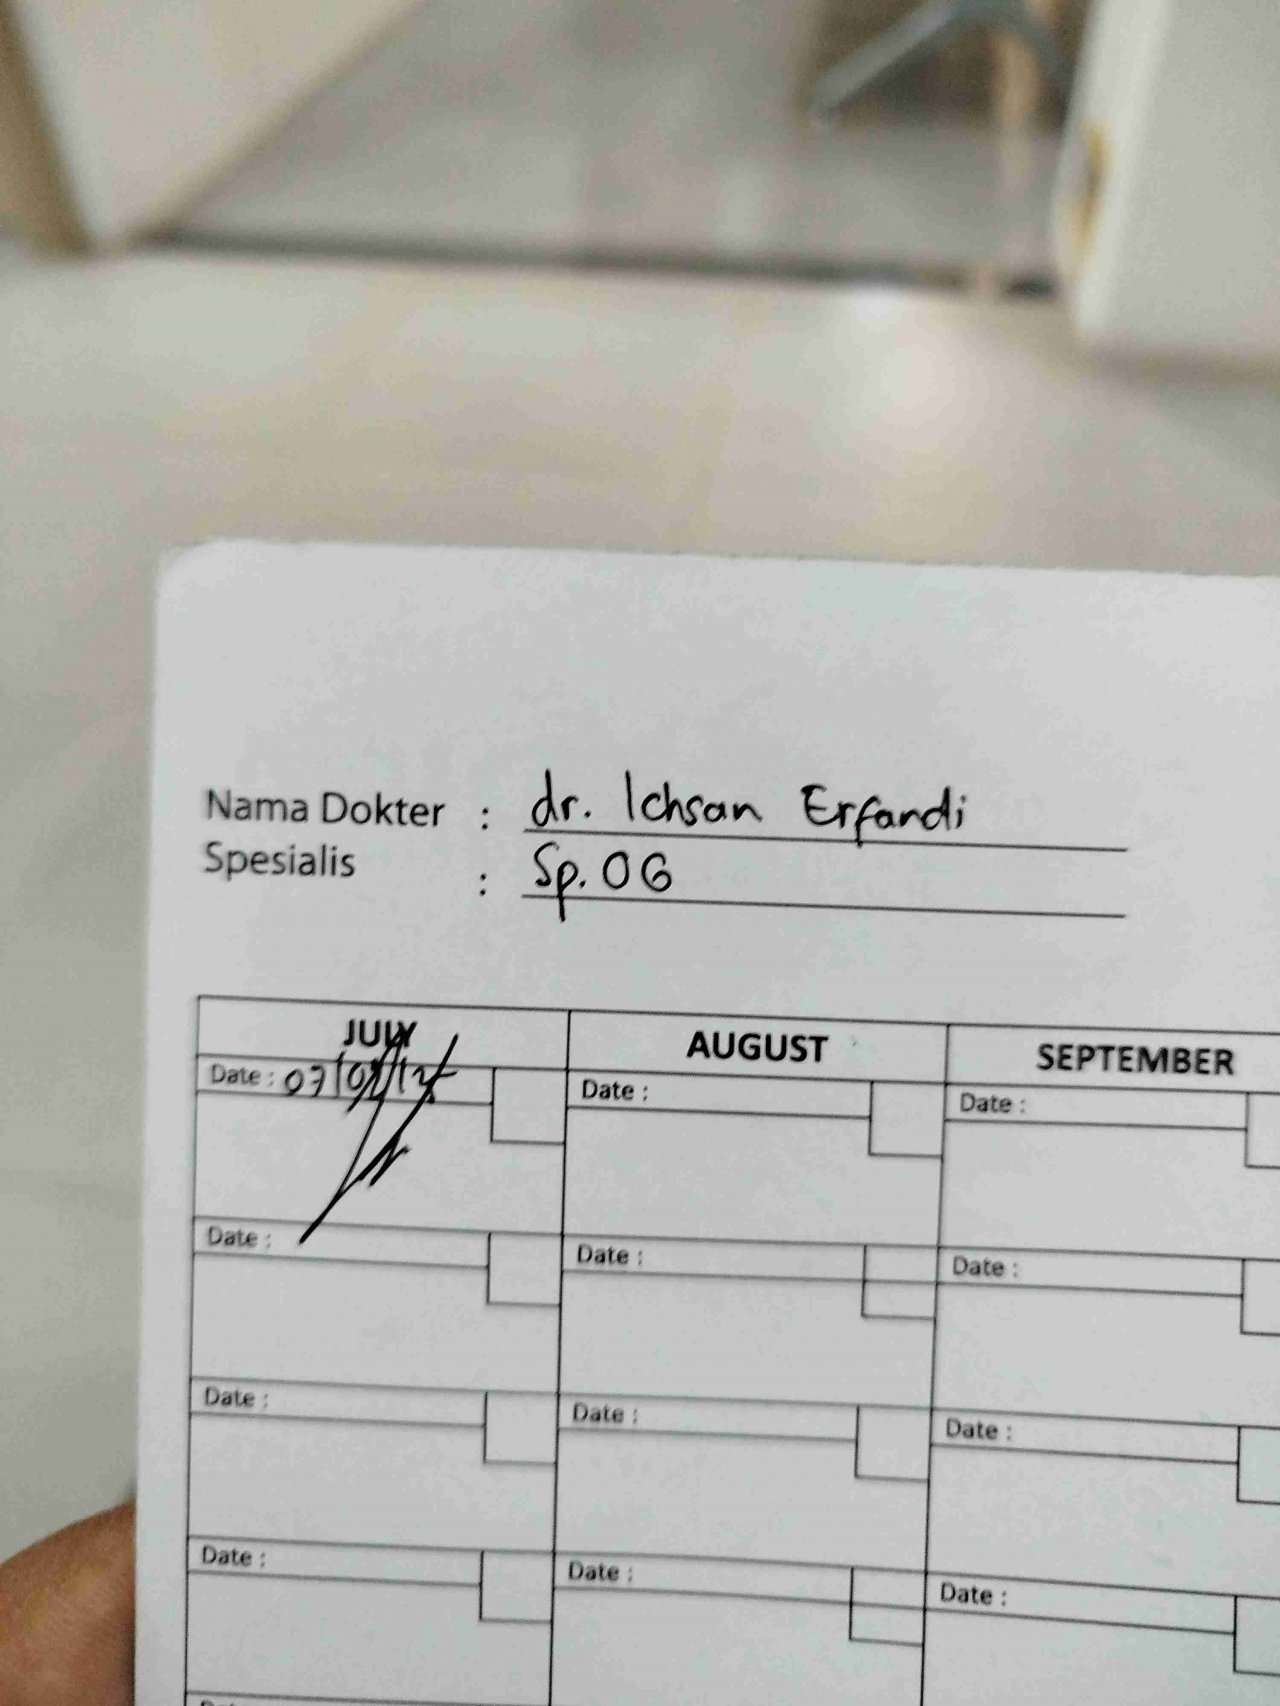 Nama Dokter : dr. Ichsan Erfandi
Spesialis : Sp.OG
JULY AUGUST SEPTEMBER
Date : Date : Date :
Date : Date : Date :
Date : Date : Date :
Date : Date : Date :